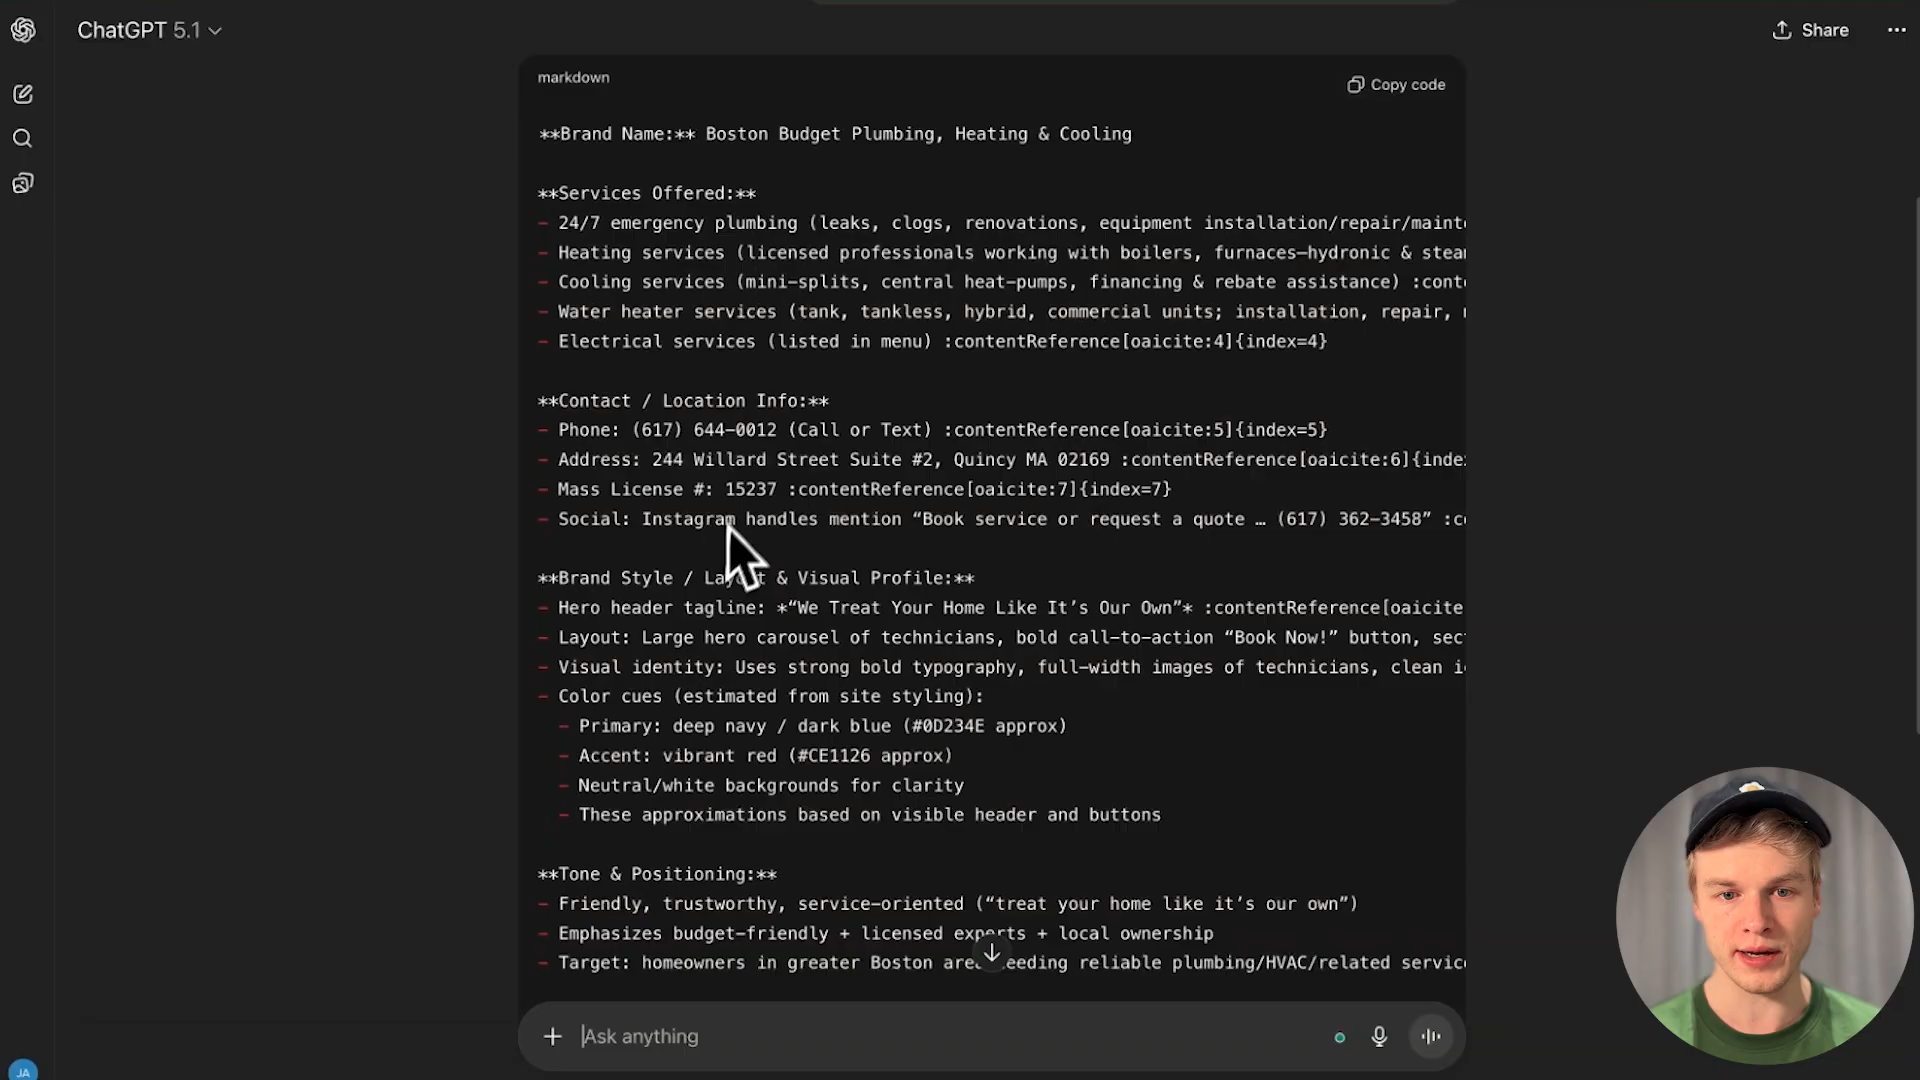 ChatGPT 5.1
Share
markdown
Copy code
**Brand Name:** Boston Budget Plumbing, Heating & Cooling
**Services Offered:**
- 24/7 emergency plumbing (leaks, clogs, renovations, equipment installation/repair/maint
- Heating services (licensed professionals working with boilers, furnaces—hydronic & stea
- Cooling services (mini-splits, central heat-pumps, financing & rebate assistance) :cont
- Water heater services (tank, tankless, hybrid, commercial units; installation, repair,
- Electrical services (listed in menu) :contentReference[oaicite:4]{index=4}
**Contact / Location Info:**
- Phone: (617) 644-0012 (Call or Text) :contentReference[oaicite:5]{index=5}
- Address: 244 Willard Street Suite #2, Quincy MA 02169 :contentReference[oaicite:6]{inde
- Mass License #: 15237 :contentReference[oaicite:7]{index=7}
- Social: Instagram handles mention “Book service or request a quote … (617) 362-3458” :c
**Brand Style / Layout & Visual Profile:**
- Hero header tagline: *“We Treat Your Home Like It’s Our Own”* :contentReference[oaicite
- Layout: Large hero carousel of technicians, bold call-to-action “Book Now!” button, sec
- Visual identity: Uses strong bold typography, full-width images of technicians, clean i
- Color cues (estimated from site styling):
- Primary: deep navy / dark blue (#0D234E approx)
- Accent: vibrant red (#CE1126 approx)
- Neutral/white backgrounds for clarity
- These approximations based on visible header and buttons
**Tone & Positioning:**
- Friendly, trustworthy, service-oriented (“treat your home like it’s our own”)
- Emphasizes budget-friendly + licensed experts + local ownership
- Target: homeowners in greater Boston area needing reliable plumbing/HVAC/related servic
Ask anything
JA